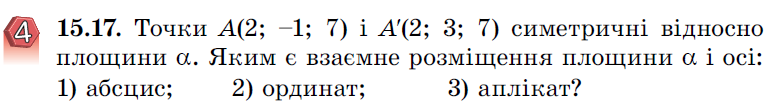 4 15.17. Точки A(2; –1; 7) і A′(2; 3; 7) симетричні відносно
площини α. Яким є взаємне розміщення площини α і осі:
1) абсцис; 2) ординат; 3) аплікат?